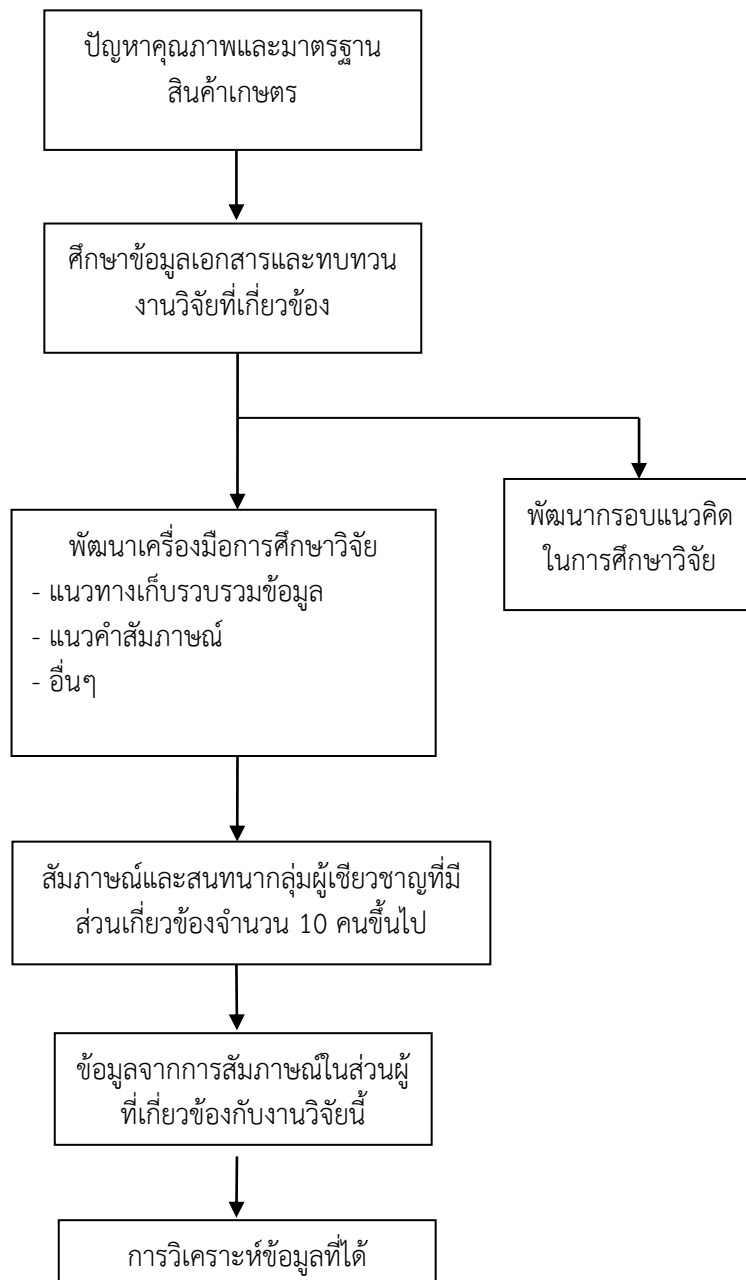 ปัญหาคุณภาพและมาตรฐาน
สินค้าเกษตร
ศึกษาข้อมูลเอกสารและทบทวน
งานวิจัยที่เกี่ยวข้อง
พัฒนากรอบแนวคิด
ในการศึกษาวิจัย
พัฒนาเครื่องมือการศึกษาวิจัย
- แนวทางเก็บรวบรวมข้อมูล
- แนวคำสัมภาษณ์
- อื่นๆ
สัมภาษณ์และสนทนากลุ่มผู้เชียวชาญที่มี
ส่วนเกี่ยวข้องจำนวน 10 คนขึ้นไป
ข้อมูลจากการสัมภาษณ์ในส่วนผู้
ที่เกี่ยวข้องกับงานวิจัยนี้
การวิเคราะห์ข้อมูลที่ได้